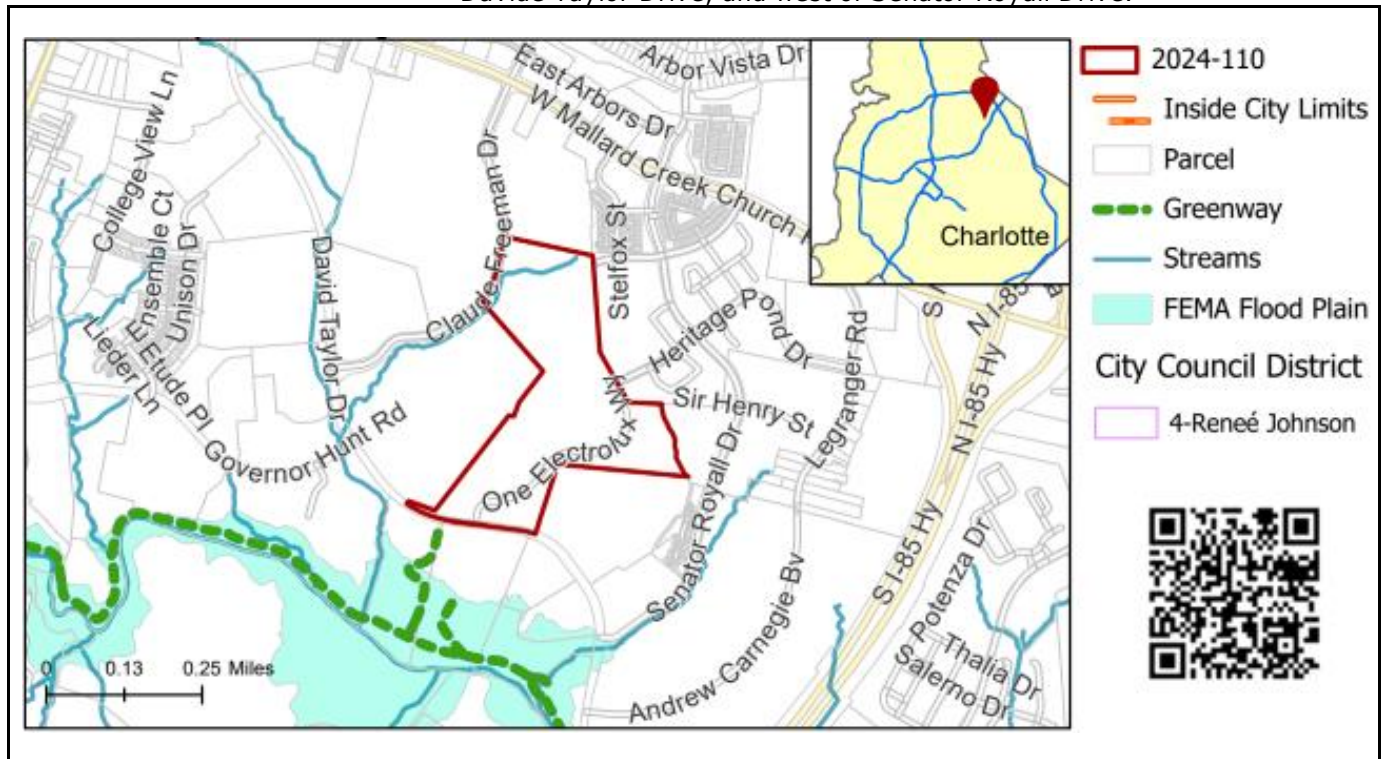 Davide Taylor Drive, and west of Senator Royall Drive.
2024-110
Inside City Limits
Parcel
Greenway
Streams
FEMA Flood Plain
City Council District
4-Reneé Johnson
Charlotte
Arbor Vista Dr
East Arbors Dr
W Mallard Creek Church
College View Ln
Ensemble Ct
Unison Dr
E Etude Pl
Lieder Ln
David Taylor Dr
Claude Freeman Dr
Stelfox St
Heritage Pond Dr
Sir Henry St
Legranger Rd
One Electrolux Wy
Governor Hunt Rd
Senator Royall Dr
Andrew Carnegie Bv
S I-85 Hy
N I-85 Hy
N I-85
S I
Potenza Dr
Thalia Dr
Salerno Dr
0 0.13 0.25 Miles